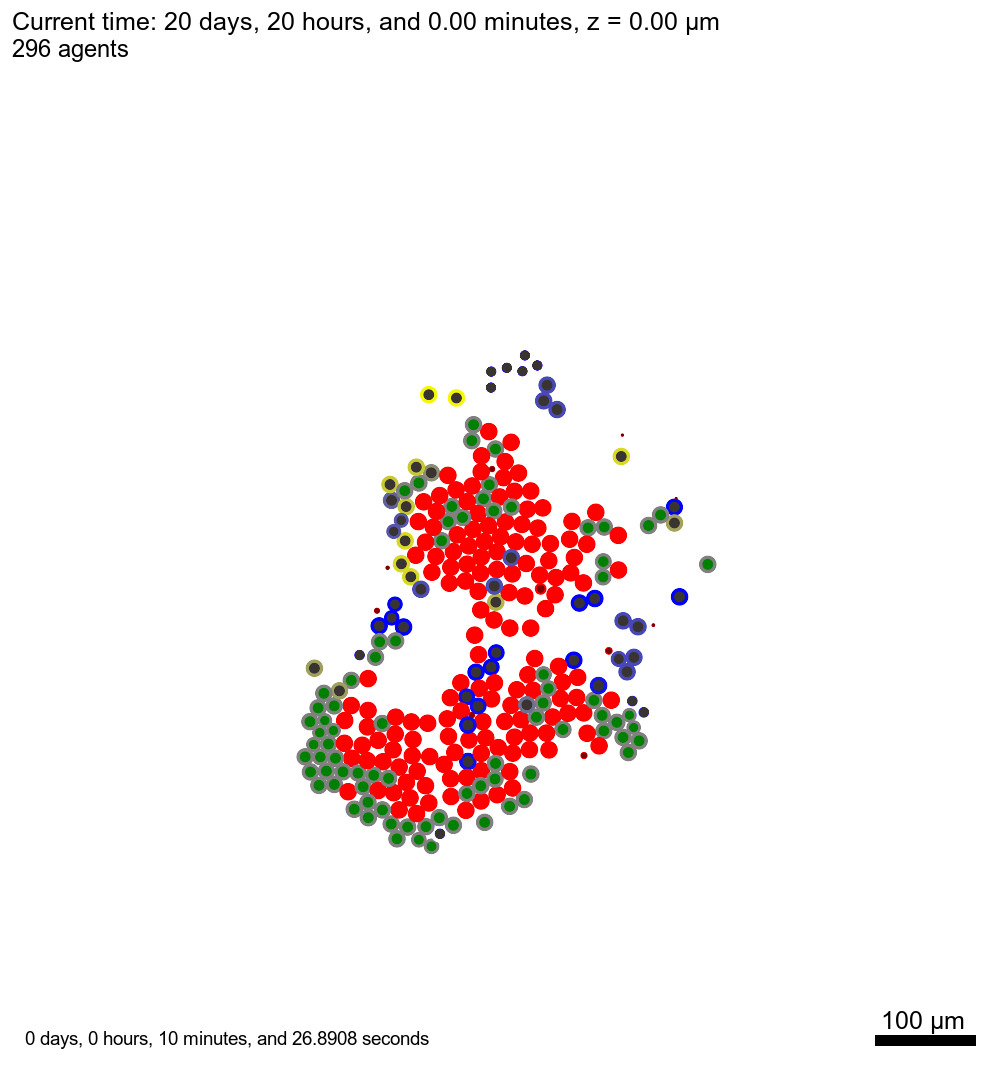 Current time: 20 days, 20 hours, and 0.00 minutes, z = 0.00 µm
296 agents
100 µm
0 days, 0 hours, 10 minutes, and 26.8908 seconds